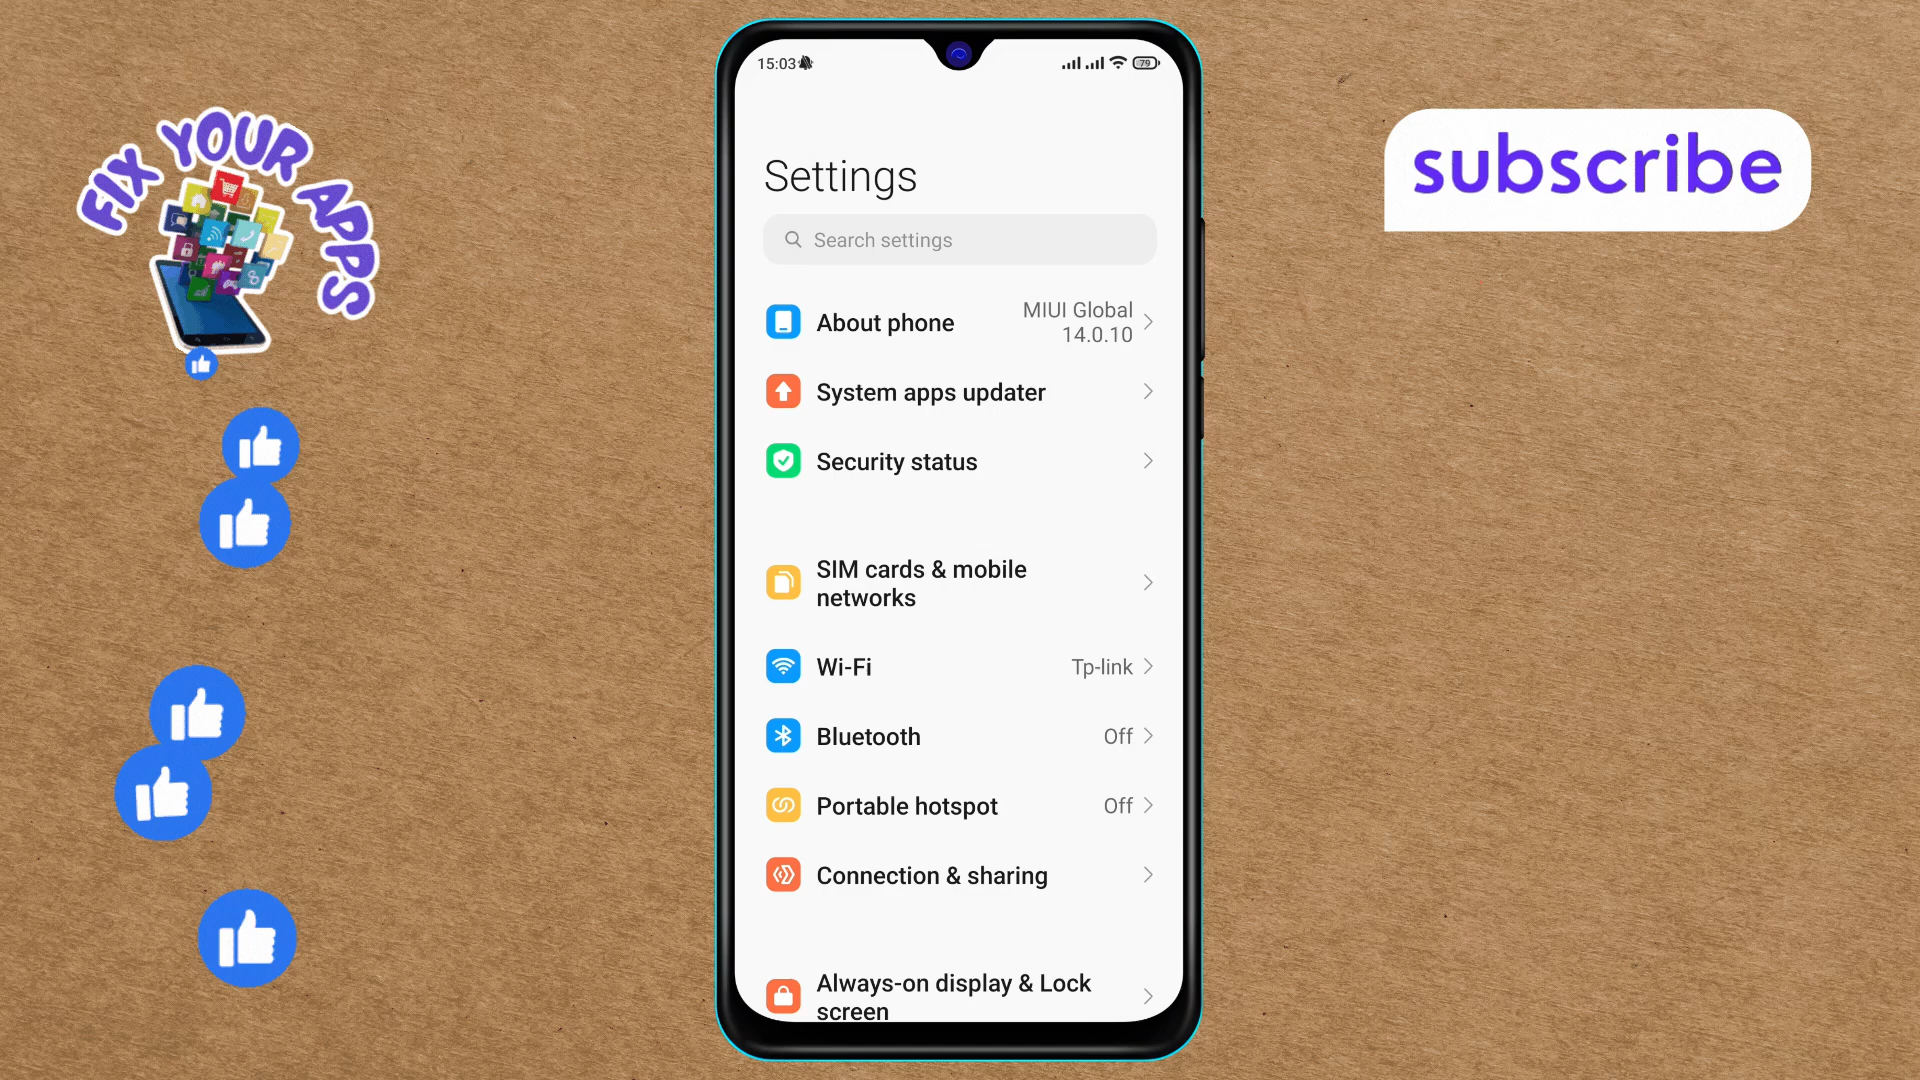 FIX YOUR APPS
subscribe
15:03
79
Settings
Search settings
About phone
MIUI Global
14.0.10
System apps updater
Security status
SIM cards & mobile
networks
Wi-Fi
Tp-link
Bluetooth
Off
Portable hotspot
Off
Connection & sharing
Always-on display & Lock
screen